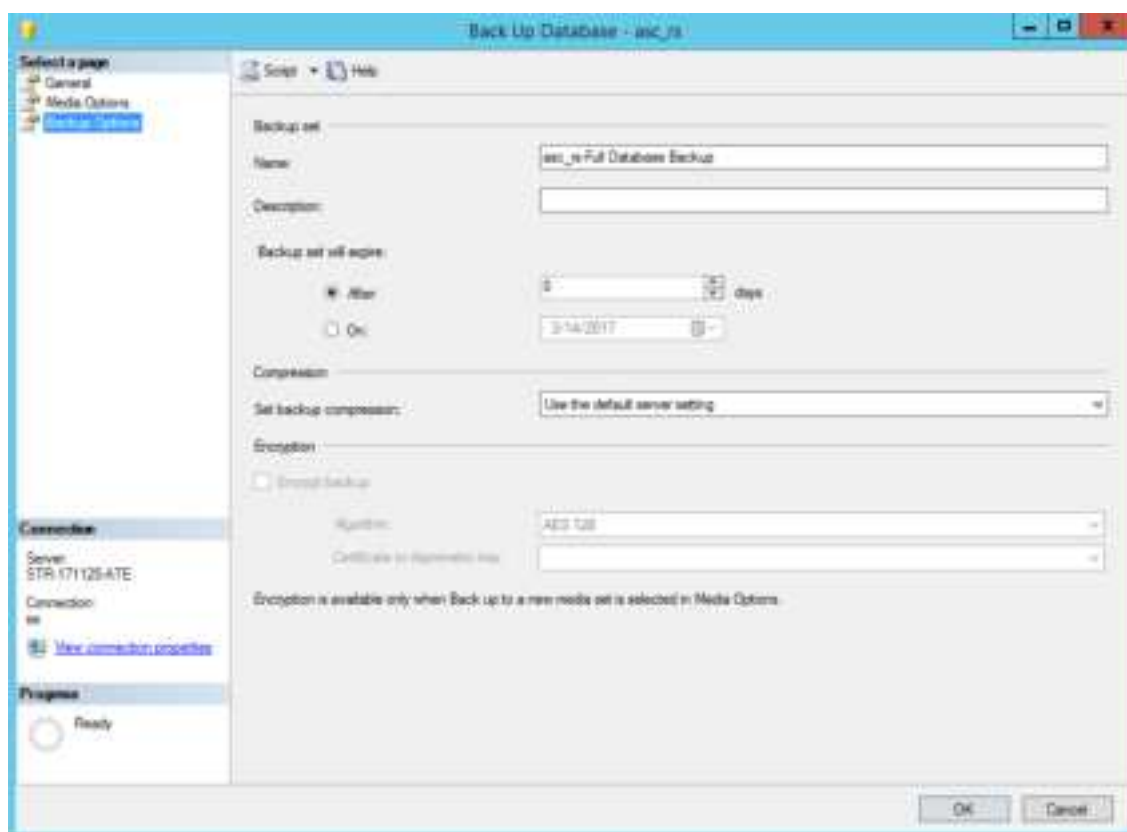 Back Up Database - asc_rs
Select a page
General
Media Options
Backup Options
Script Help
Backup set
Name:
asc_rs-Full Database Backup
Description:
Backup set will expire:
After
0
days
On:
3/14/2017
Compression
Set backup compression:
Use the default server setting
Encryption
Encrypt backup
Algorithm:
AES 128
Certificate or Asymmetric key:
Encryption is available only when Back up to a new media set is selected in Media Options.
Connection
Server:
STR-171120-ATE
Connection:
View connection properties
Progress
Ready
OK Cancel